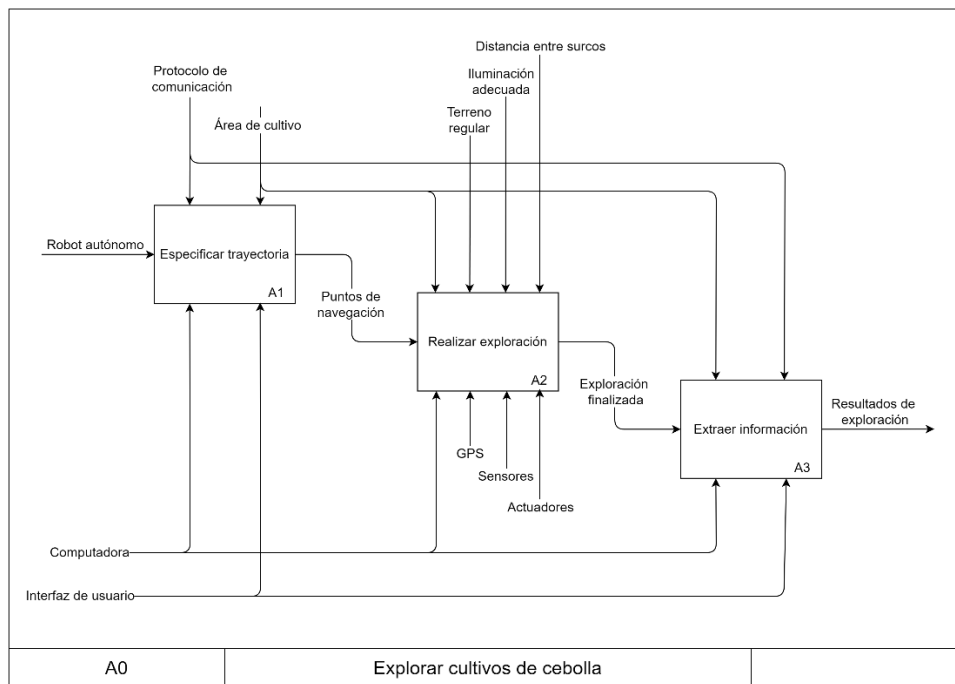 Distancia entre surcos
Protocolo de
comunicación
Iluminación
adecuada
Área de cultivo
Terreno
regular
Robot autónomo
Especificar trayectoria
A1
Puntos de
navegación
Realizar exploración
A2
Exploración
finalizada
Extraer información
A3
Resultados de
exploración
GPS
Sensores
Actuadores
Computadora
Interfaz de usuario
A0
Explorar cultivos de cebolla